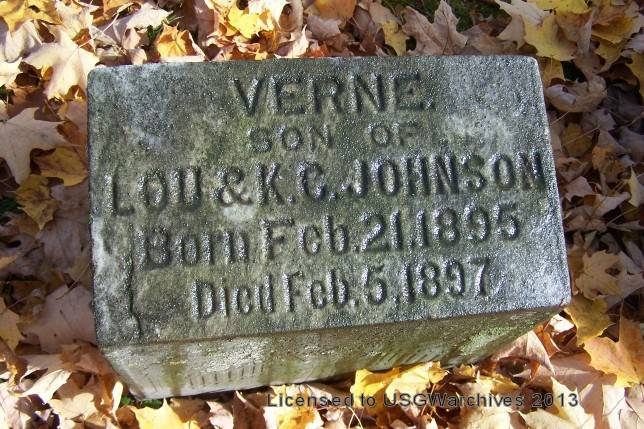 VERNE.
SON OF
LOU & K.C. JOHNSON
Born Feb. 21. 1895
Died Feb. 5. 1897
Licensed to USGWarchives 2013